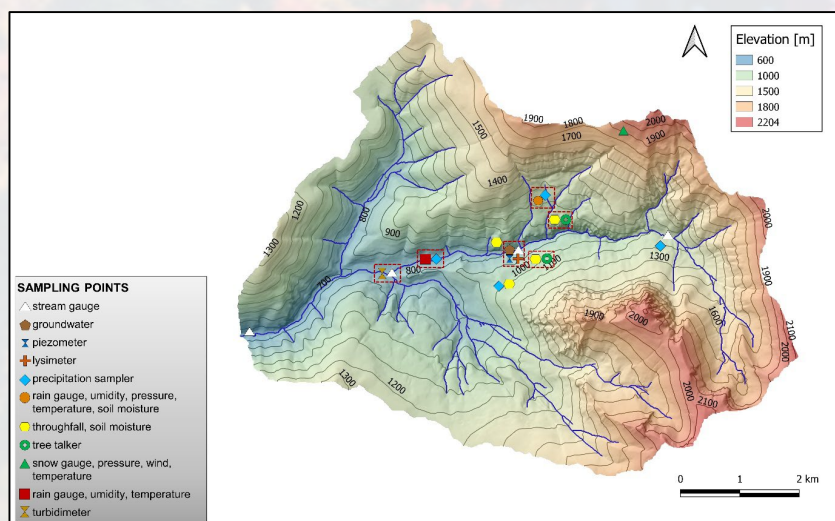 Elevation [m]
600
1000
1500
1800
2204
1900
1800
1700
2000
1900
1500
1400
1200
1300
800
900
700
800
1000
1300
1600
2000
1900
2100
2000
1900
2000
2000
2100
1300
1200
SAMPLING POINTS
stream gauge
groundwater
piezometer
lysimeter
precipitation sampler
rain gauge, umidity, pressure,
temperature, soil moisture
throughfall, soil moisture
tree talker
snow gauge, pressure, wind,
temperature
rain gauge, umidity, temperature
turbidimeter
0 1 2 km